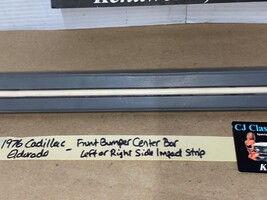 1976 Cadillac - Front Bumper Center Bar
Eldorado Left or Right Side Impact Strip
CJ Clas